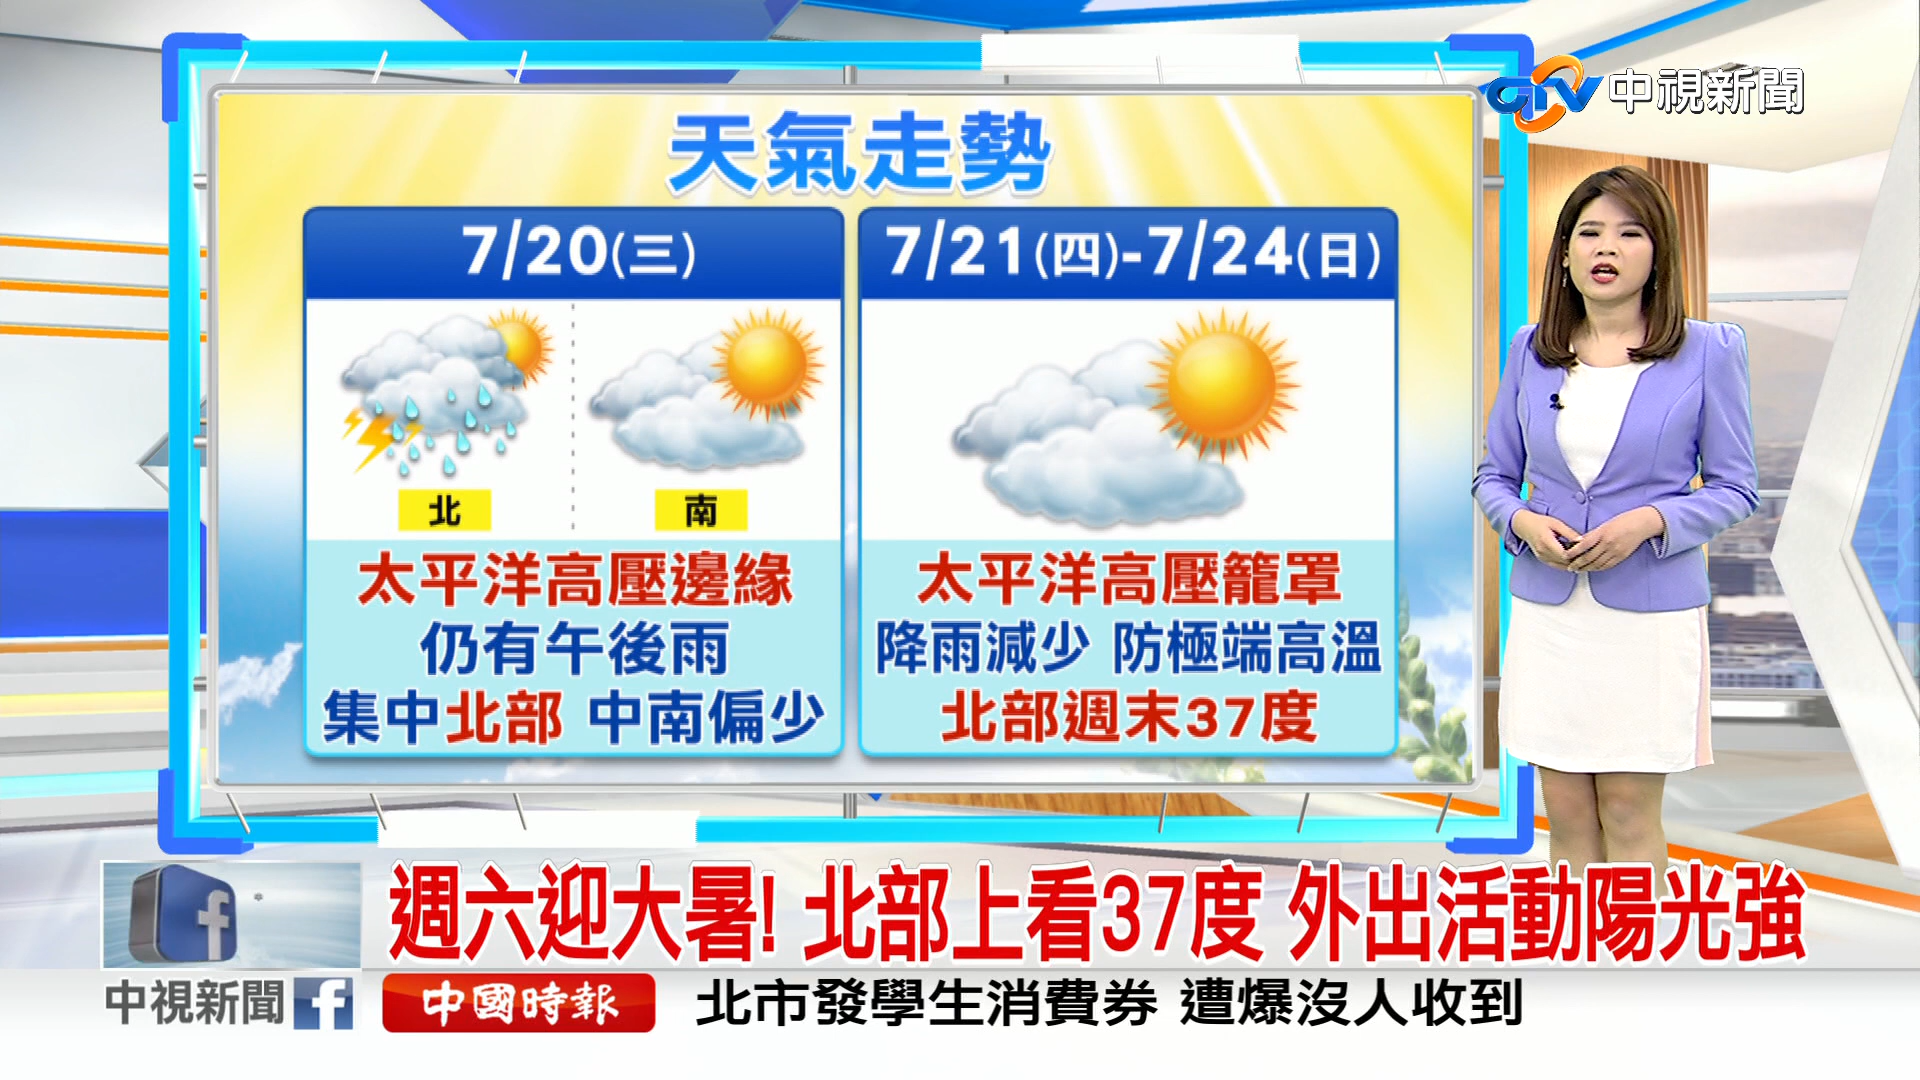 CTV中視新聞
天氣走勢
7/20(三)
北
南
太平洋高壓邊緣
仍有午後雨
集中北部 中南偏少
7/21(四)-7/24(日)
太平洋高壓籠罩
降雨減少 防極端高溫
北部週末37度
週六迎大暑! 北部上看37度 外出活動陽光強
f
中視新聞 f
中國時報
北市發學生消費券 遭爆沒人收到